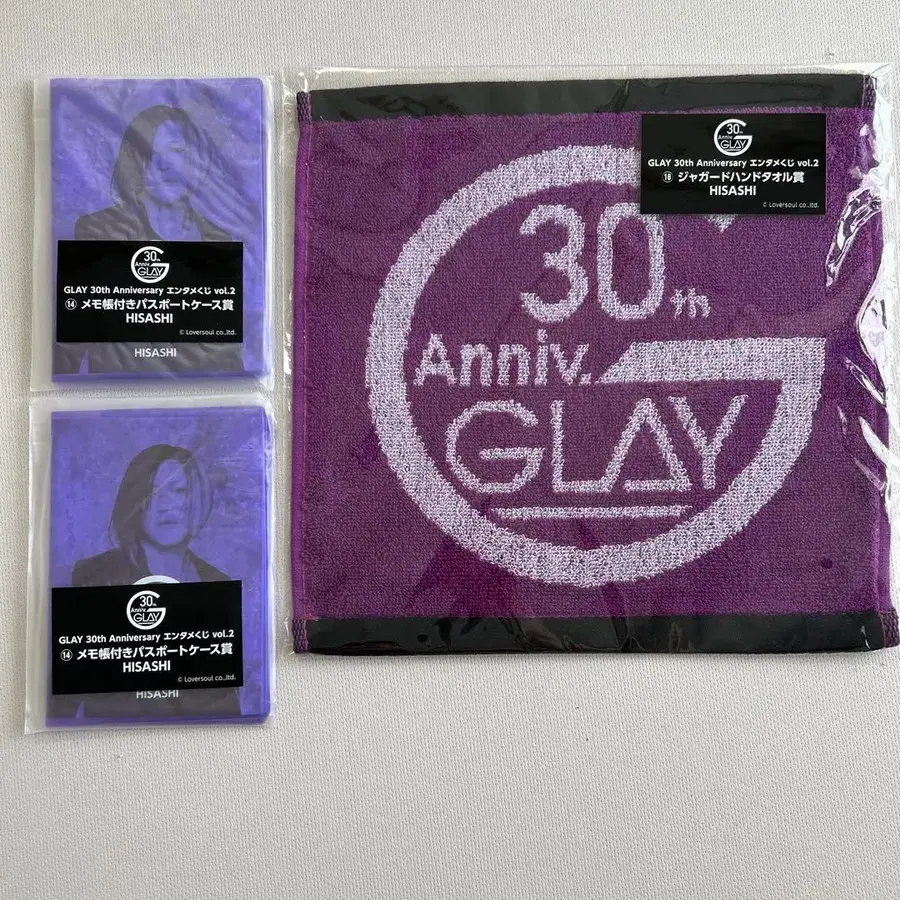 30th
Anniv.
GLAY
GLAY 30th Anniversary エンタメくじ vol.2
⑭ メモ帳付きパスポートケース賞
HISASHI
© Loversoul co.,ltd.
HISASHI
30th
Anniv.
GLAY
GLAY 30th Anniversary エンタメくじ vol.2
⑭ メモ帳付きパスポートケース賞
HISASHI
© Loversoul co.,ltd.
HISASHI
30th
Anniv.
GLAY
GLAY 30th Anniversary エンタメくじ vol.2
⑱ ジャガードハンドタオル賞
HISASHI
© Loversoul co.,ltd.
30th
Anniv.
GLAY